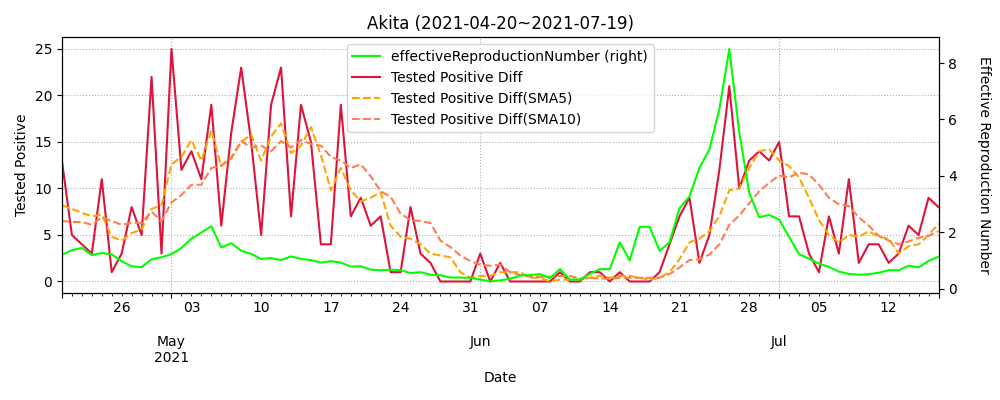 Akita (2021-04-20~2021-07-19)
effectiveReproductionNumber (right)
Tested Positive Diff
Tested Positive Diff(SMA5)
Tested Positive Diff(SMA10)
Tested Positive
25
20
15
10
5
0
Effective Reproduction Number
8
6
4
2
0
26 03 10 17 24 31 07 14 21 28 05 12
May Jun Jul
2021
Date